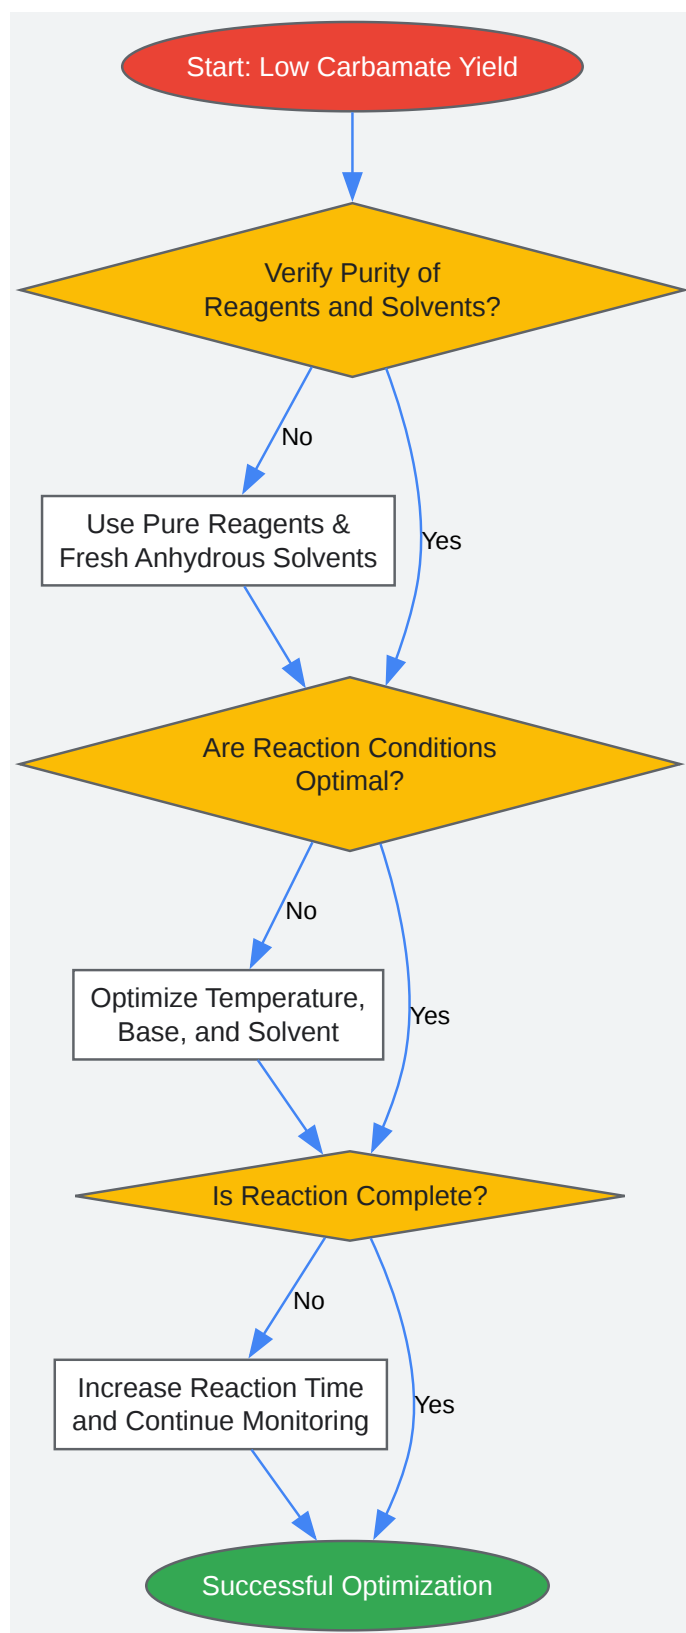 Start: Low Carbamate Yield
Verify Purity of
Reagents and Solvents?
No
Use Pure Reagents &
Fresh Anhydrous Solvents
Yes
Are Reaction Conditions
Optimal?
No
Optimize Temperature,
Base, and Solvent
Yes
Is Reaction Complete?
No
Increase Reaction Time
and Continue Monitoring
Yes
Successful Optimization